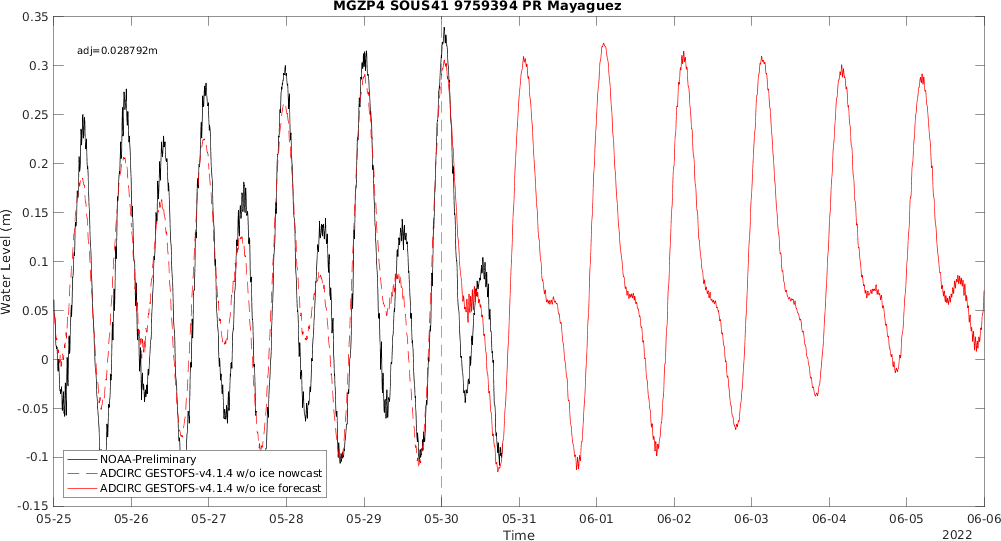 MGZP4 SOUS41 9759394 PR Mayaguez
adj=0.028792m
0.35
0.3
0.25
0.2
0.15
0.1
0.05
0
-0.05
-0.1
-0.15
Water Level (m)
NOAA-Preliminary
ADCIRC GESTOFS-v4.1.4 w/o ice nowcast
ADCIRC GESTOFS-v4.1.4 w/o ice forecast
05-25 05-26 05-27 05-28 05-29 05-30 05-31 06-01 06-02 06-03 06-04 06-05 06-06
Time
2022